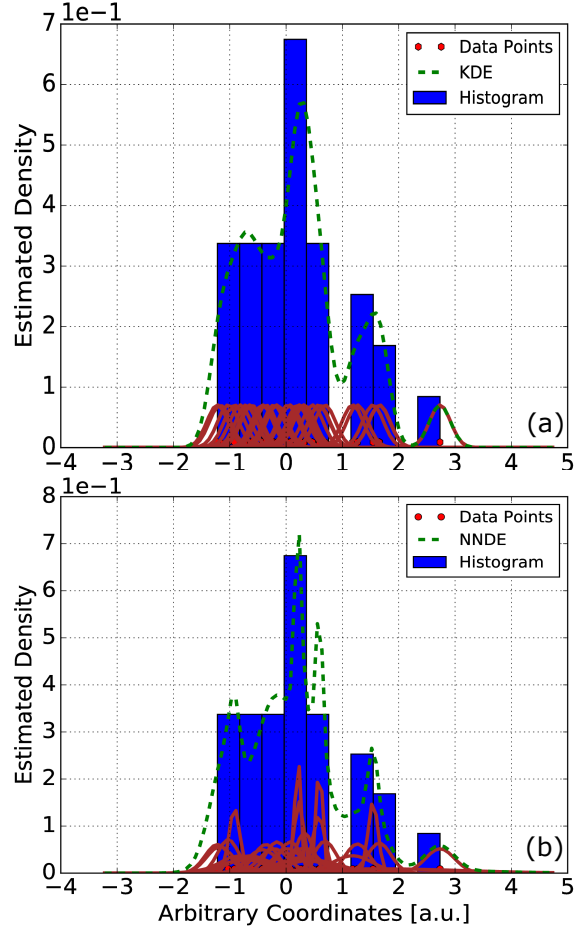 1e−1
7
6
5
4
3
2
1
0
Estimated Density
Data Points
KDE
Histogram
(a)
−4 −3 −2 −1 0 1 2 3 4 5
1e−1
8
7
6
5
4
3
2
1
0
Estimated Density
Data Points
NNDE
Histogram
(b)
−4 −3 −2 −1 0 1 2 3 4 5
Arbitrary Coordinates [a.u.]